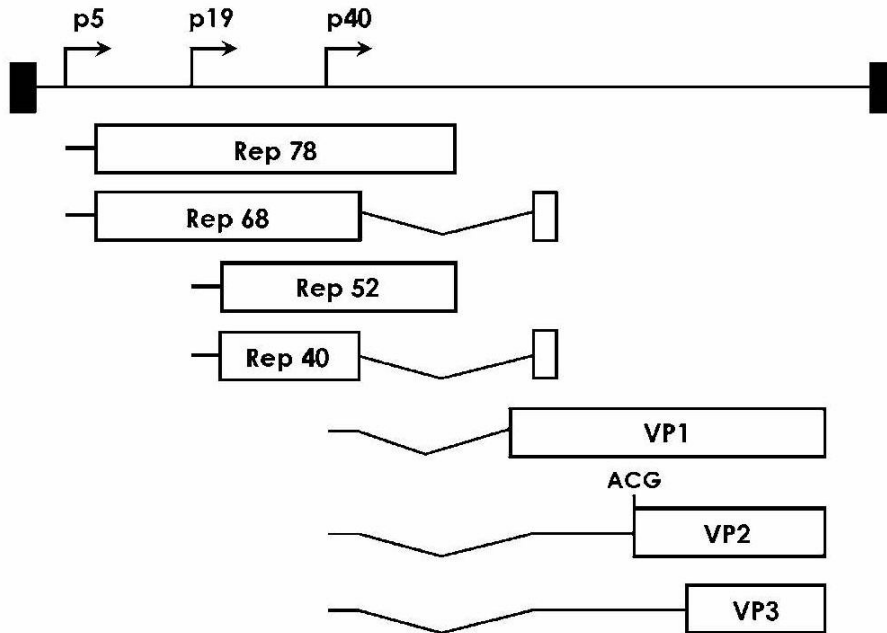 p5 p19 p40
Rep 78
Rep 68
Rep 52
Rep 40
VP1
ACG
VP2
VP3